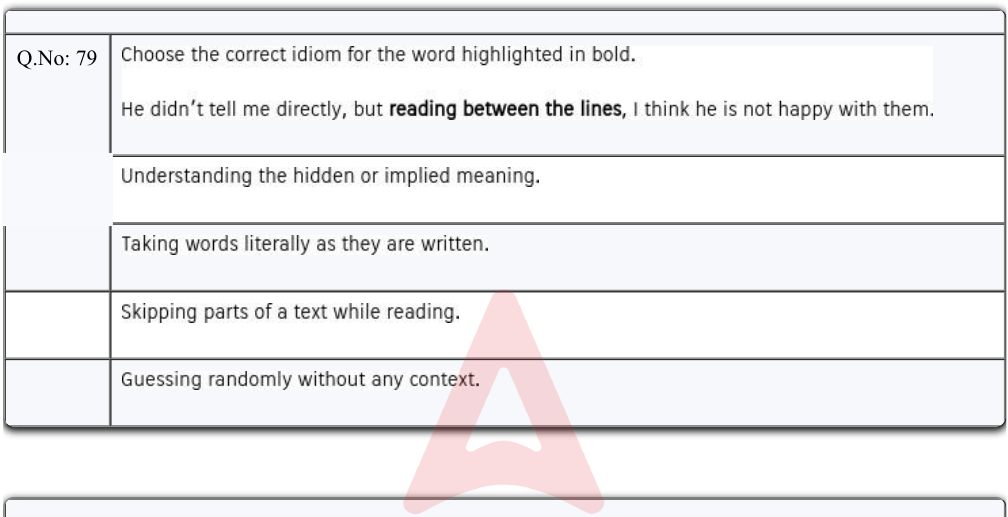 Q.No: 79
Choose the correct idiom for the word highlighted in bold.
He didn't tell me directly, but reading between the lines, I think he is not happy with them.
Understanding the hidden or implied meaning.
Taking words literally as they are written.
Skipping parts of a text while reading.
Guessing randomly without any context.